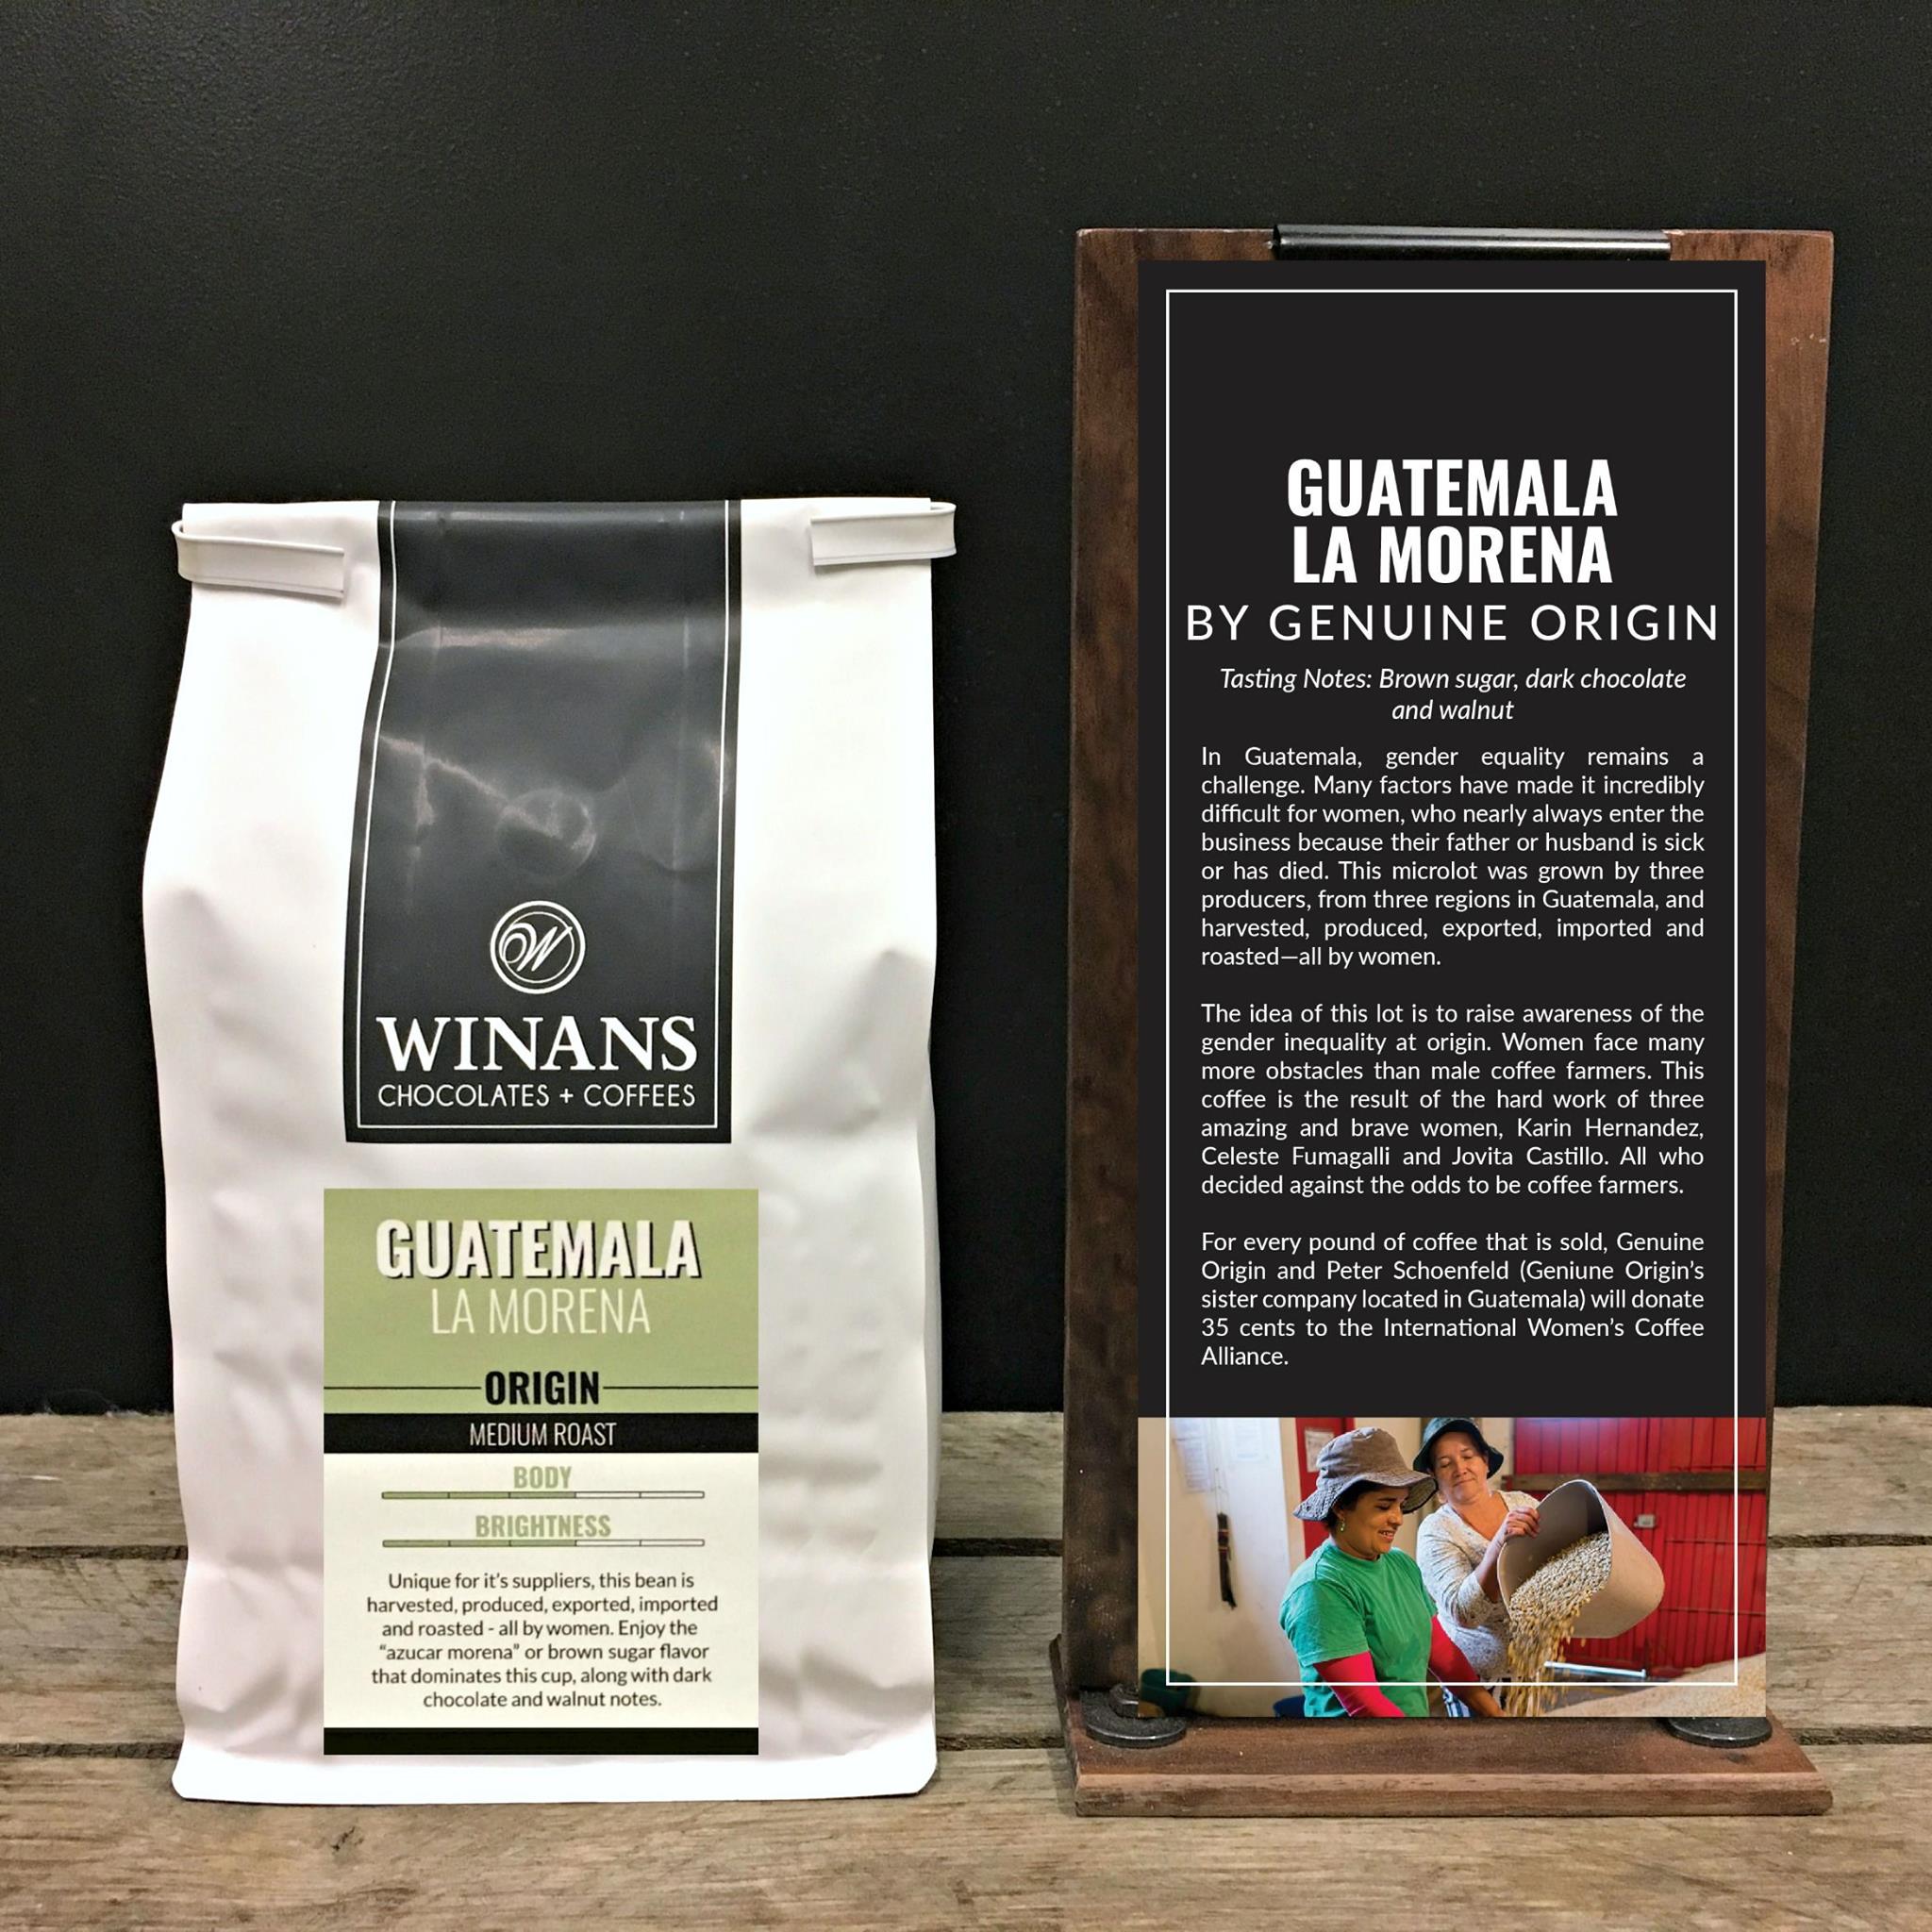 WINANS
CHOCOLATES + COFFEES
GUATEMALA
LA MORENA
ORIGIN
MEDIUM ROAST
BODY
BRIGHTNESS
Unique for it's suppliers, this bean is
harvested, produced, exported, imported
and roasted - all by women. Enjoy the
"azucar morena" or brown sugar flavor
that dominates this cup, along with dark
chocolate and walnut notes.
GUATEMALA
LA MORENA
BY GENUINE ORIGIN
Tasting Notes: Brown sugar, dark chocolate
and walnut
In Guatemala, gender equality remains a
challenge. Many factors have made it incredibly
difficult for women, who nearly always enter the
business because their father or husband is sick
or has died. This microlot was grown by three
producers, from three regions in Guatemala, and
harvested, produced, exported, imported and
roasted—all by women.
The idea of this lot is to raise awareness of the
gender inequality at origin. Women face many
more obstacles than male coffee farmers. This
coffee is the result of the hard work of three
amazing and brave women, Karin Hernandez,
Celeste Fumagalli and Jovita Castillo. All who
decided against the odds to be coffee farmers.
For every pound of coffee that is sold, Genuine
Origin and Peter Schoenfeld (Geniune Origin's
sister company located in Guatemala) will donate
35 cents to the International Women's Coffee
Alliance.